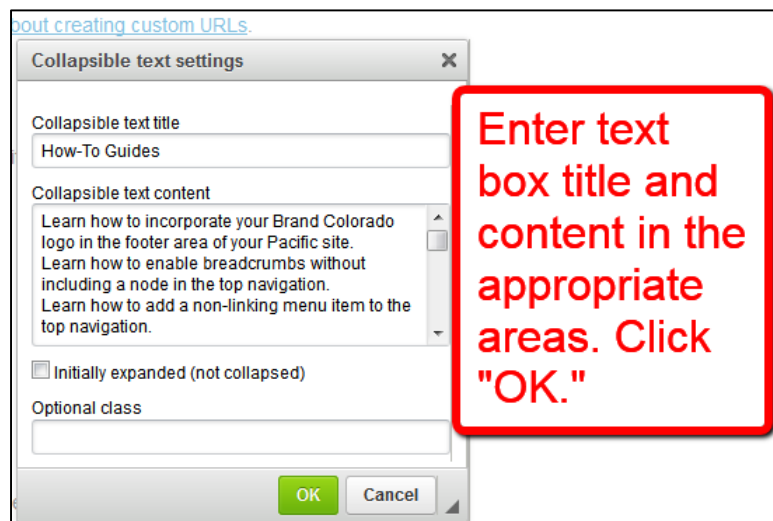 bout creating custom URLs.
Collapsible text settings
Collapsible text title
How-To Guides
Collapsible text content
Learn how to incorporate your Brand Colorado
logo in the footer area of your Pacific site.
Learn how to enable breadcrumbs without
including a node in the top navigation.
Learn how to add a non-linking menu item to the
top navigation.
Initially expanded (not collapsed)
Optional class
OK Cancel
Enter text
box title and
content in the
appropriate
areas. Click
"OK."